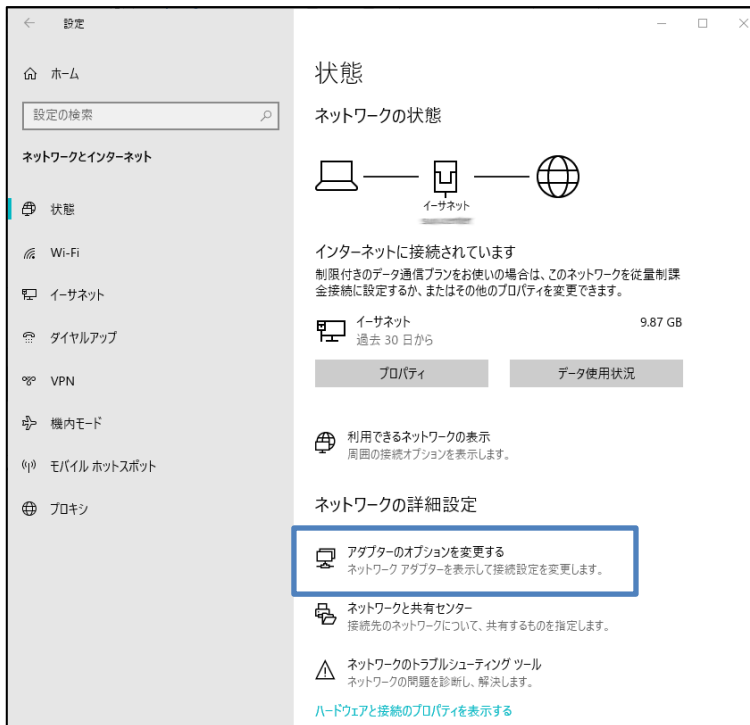 設定
ホーム
設定の検索
ネットワークとインターネット
状態
Wi-Fi
イーサネット
ダイヤルアップ
VPN
機内モード
モバイル ホットスポット
プロキシ
状態
ネットワークの状態
イーサネット
インターネットに接続されています
制限付きのデータ通信プランをお使いの場合は、このネットワークを従量制課
金接続に設定するか、またはその他のプロパティを変更できます。
イーサネット
9.87 GB
過去 30 日から
プロパティ
データ使用状況
利用できるネットワークの表示
周囲の接続オプションを表示します。
ネットワークの詳細設定
アダプターのオプションを変更する
ネットワーク アダプターを表示して接続設定を変更します。
ネットワークと共有センター
接続先のネットワークについて、共有するものを指定します。
ネットワークのトラブルシューティング ツール
ネットワークの問題を診断し、解決します。
ハードウェアと接続のプロパティを表示する